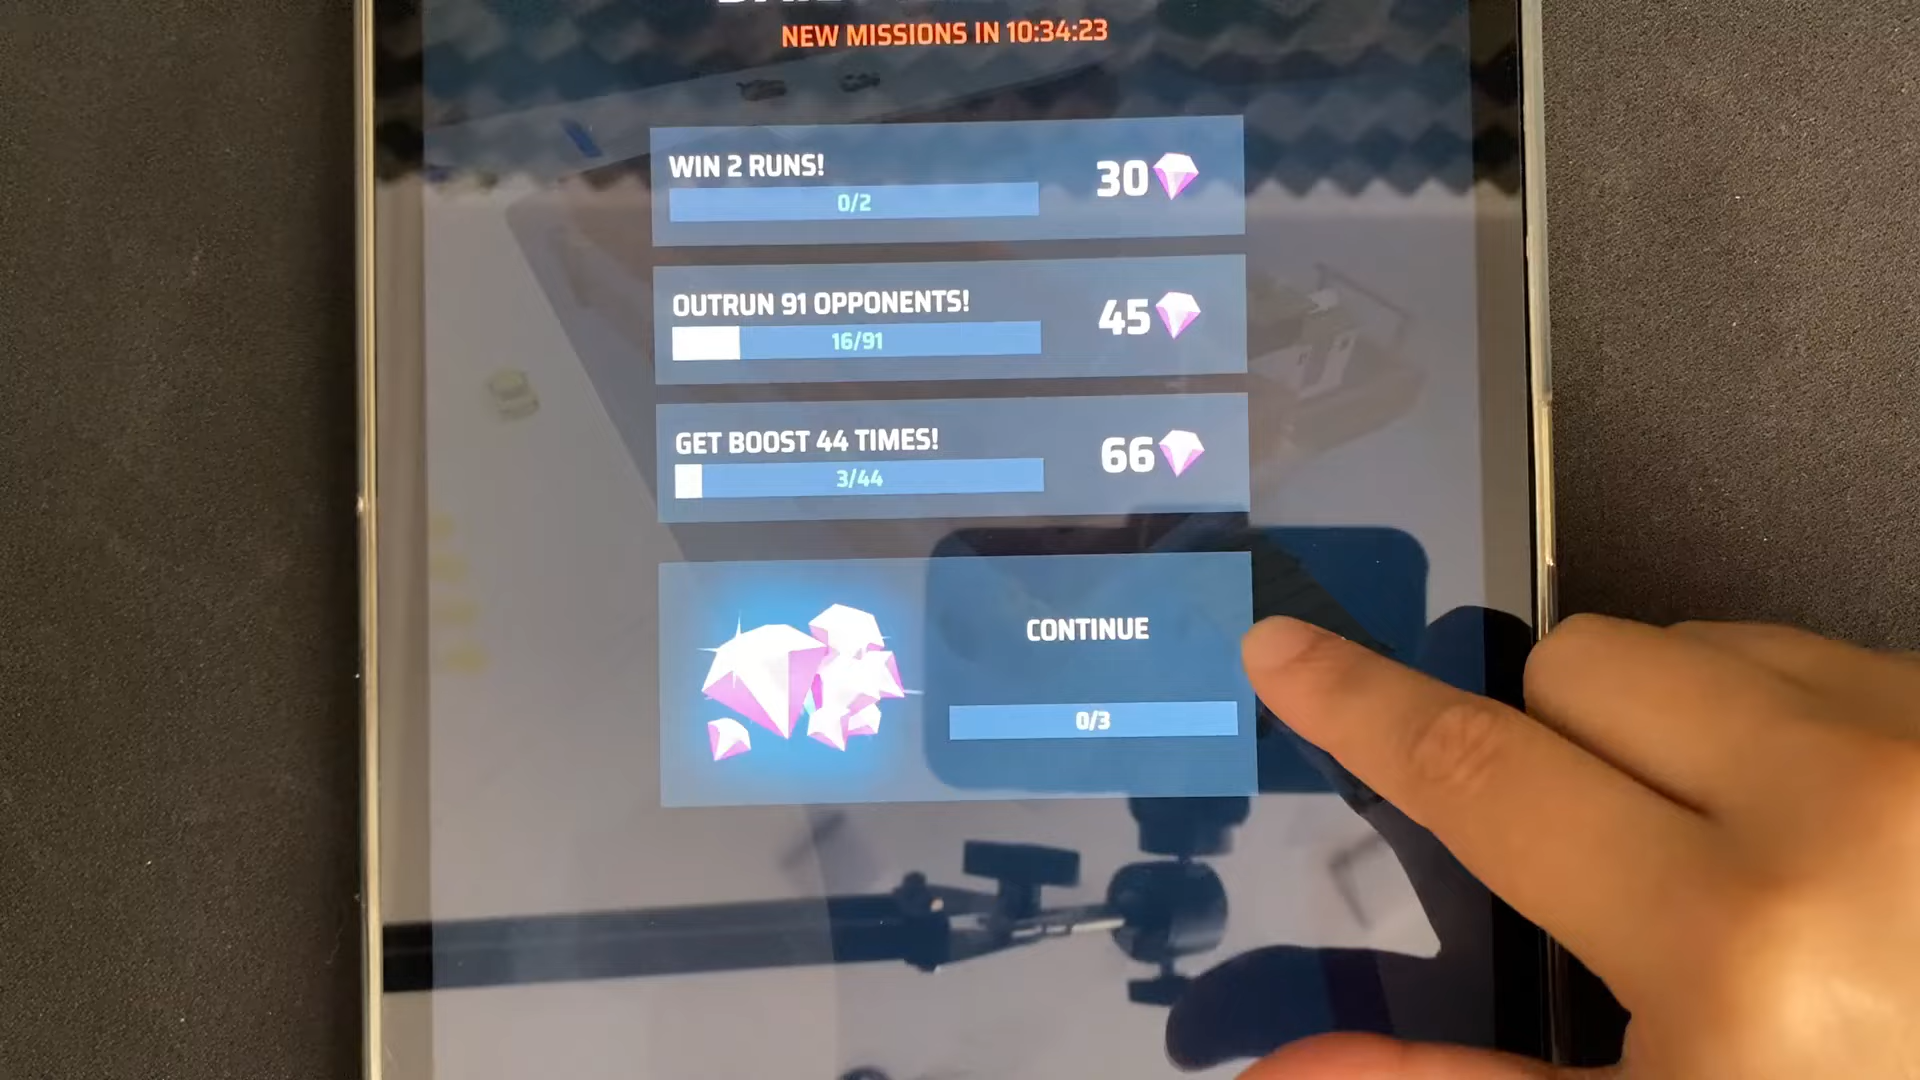 NEW MISSIONS IN 10:34:23
WIN 2 RUNS!
0/2
30
OUTRUN 91 OPPONENTS!
16/91
45
GET BOOST 44 TIMES!
3/44
66
CONTINUE
0/3